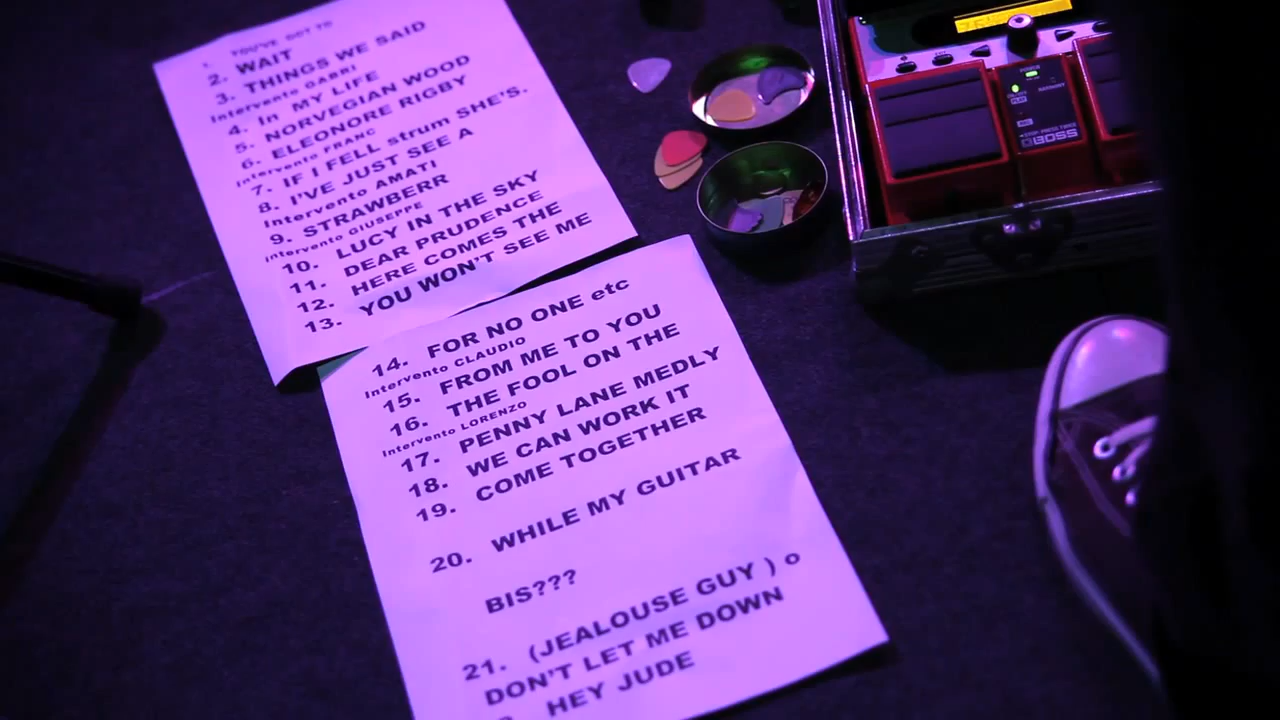 1. YOU'VE GOT TO
2. WAIT
3. THINGS WE SAID
Intervento GABRI
4. In MY LIFE
5. NORVEGIAN WOOD
6. ELEONORE RIGBY
Intervento FRANC
7. IF I FELL strum SHE'S.
8. I'VE JUST SEE A
Intervento AMATI
9. STRAWBERR
Intervento GIUSEPPE
10. LUCY IN THE SKY
11. DEAR PRUDENCE
12. HERE COMES THE
13. YOU WON'T SEE ME
14. FOR NO ONE etc
Intervento CLAUDIO
15. FROM ME TO YOU
16. THE FOOL ON THE
Intervento LORENZO
17. PENNY LANE MEDLY
18. WE CAN WORK IT
19. COME TOGETHER
20. WHILE MY GUITAR
BIS???
21. (JEALOUSE GUY ) o
DON'T LET ME DOWN
HEY JUDE
BOSS